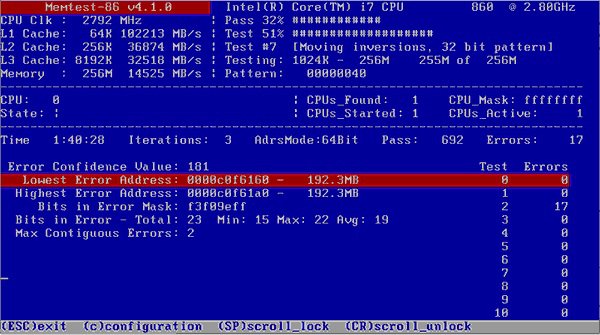 Memtest-86 v4.1.0 Intel(R) Core(TM) i7 CPU 860 @ 2.80GHz
CPU Clk : 2792 MHz ¦ Pass 32% ############
L1 Cache: 64K 102213 MB/s ¦ Test 51% ####################
L2 Cache: 256K 36874 MB/s ¦ Test #7 [Moving inversions, 32 bit pattern]
L3 Cache: 8192K 32518 MB/s ¦ Testing: 1024K - 256M 255M of 256M
Memory : 256M 14525 MB/s ¦ Pattern: 00000040
CPU: 0 ¦ CPUs_Found: 1 CPU_Mask: ffffffff
State: ¦ ¦ CPUs_Started: 1 CPUs_Active: 1
Time 1:40:28 Iterations: 3 AdrsMode:64Bit Pass: 692 Errors: 17
Error Confidence Value: 181 Test Errors
Lowest Error Address: 0000c0f6160 - 192.3MB 0 0
Highest Error Address: 0000c0f61a0 - 192.3MB 1 0
Bits in Error Mask: f3f09eff 2 17
Bits in Error - Total: 23 Min: 15 Max: 22 Avg: 19 3 0
Max Contiguous Errors: 2 4 0
5 0
6 0
7 0
8 0
9 0
10 0
(ESC)exit (c)configuration (SP)scroll_lock (CR)scroll_unlock